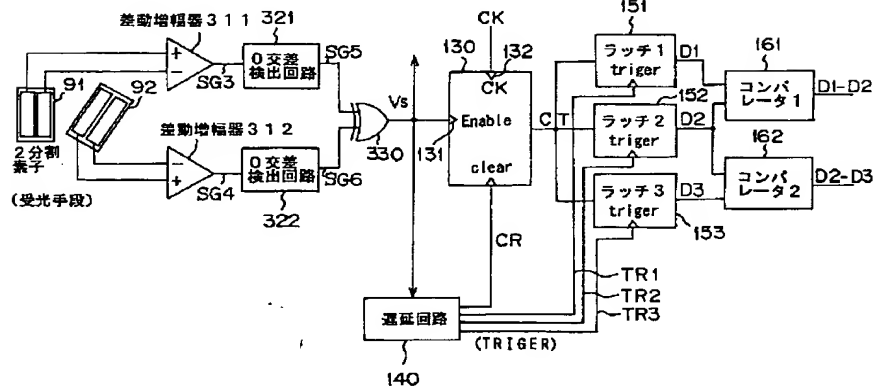 差動増幅器311
321
0交差
検出回路
SG5
SG3
91
92
2分割
素子
(受光手段)
差動増幅器312
SG4
0交差
検出回路
SG6
322
Vs
330
CK
130
132
CK
Enable
131
clear
CR
CT
遅延回路
140
(TRIGER)
TR1
TR2
TR3
151
ラッチ1
triger
D1
152
ラッチ2
triger
D2
ラッチ3
triger
D3
153
161
コンパ
レータ1
D1-D2
162
コンパ
レータ2
D2-D3